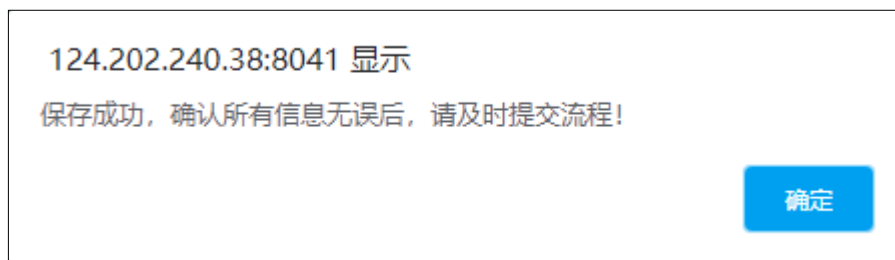 124.202.240.38:8041 显示
保存成功，确认所有信息无误后，请及时提交流程！
确定